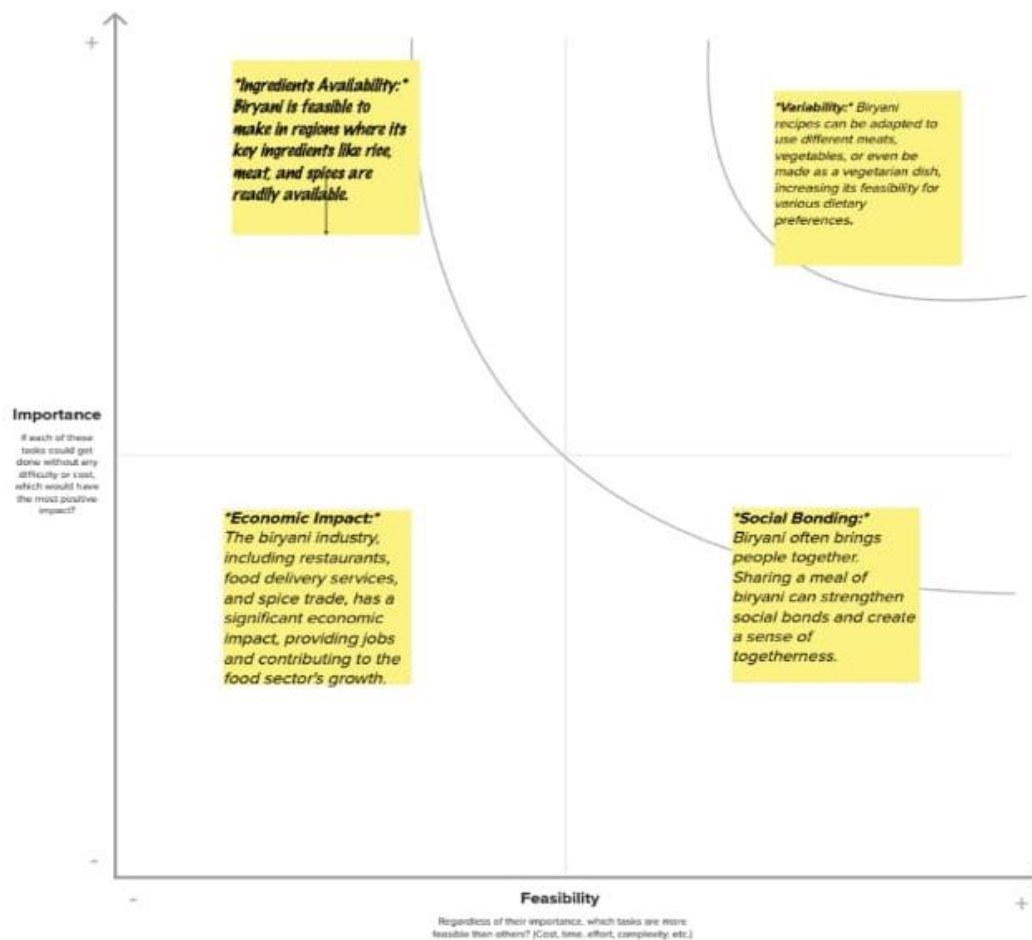 +
"Ingredients Availability:"
Biryani is feasible to
make in regions where its
key ingredients like rice,
meat, and spices are
readily available.
"Variability:" Biryani
recipes can be adapted to
use different meats,
vegetables, or even be
made as a vegetarian dish,
increasing its feasibility for
various dietary
preferences.
Importance
If each of these
tasks could get
done without any
difficulty or cost,
which would have
the most positive
impact?
"Economic Impact:"
The biryani industry,
including restaurants,
food delivery services,
and spice trade, has a
significant economic
impact, providing jobs
and contributing to the
food sector's growth.
"Social Bonding:"
Biryani often brings
people together.
Sharing a meal of
biryani can strengthen
social bonds and create
a sense of
togetherness.
-
-
Feasibility
+
Regardless of their importance, which tasks are more
feasible than others? (Cost, time, effort, complexity, etc.)